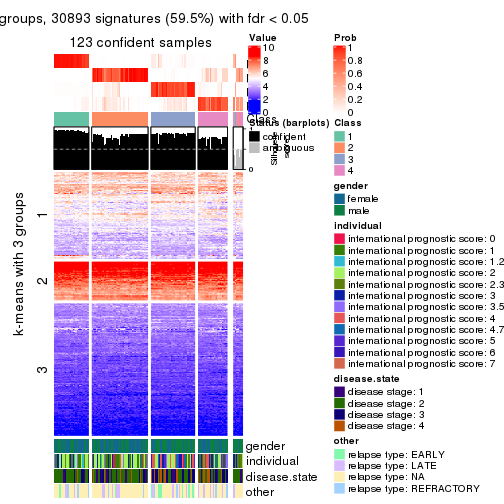 groups, 30893 signatures (59.5%) with fdr < 0.05
123 confident samples
k-means with 3 groups
1
2
3
Class
1
0
gender
individual
disease.state
other
Value
10
8
6
4
2
0
Status (barplots)
confident
ambiguous
Prob
1
0.8
0.6
0.4
0.2
0
Class
1
2
3
4
gender
female
male
individual
international prognostic score: 0
international prognostic score: 1
international prognostic score: 1.2
international prognostic score: 2
international prognostic score: 2.3
international prognostic score: 3
international prognostic score: 3.5
international prognostic score: 4
international prognostic score: 4.7
international prognostic score: 5
international prognostic score: 6
international prognostic score: 7
disease.state
disease stage: 1
disease stage: 2
disease stage: 3
disease stage: 4
other
relapse type: EARLY
relapse type: LATE
relapse type: NA
relapse type: REFRACTORY